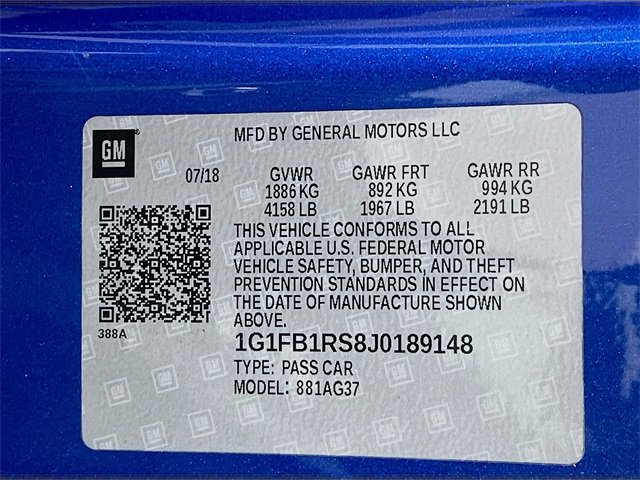 GM
MFD BY GENERAL MOTORS LLC
07/18 GVWR GAWR FRT GAWR RR
1886 KG 892 KG 994 KG
4158 LB 1967 LB 2191 LB
THIS VEHICLE CONFORMS TO ALL
APPLICABLE U.S. FEDERAL MOTOR
VEHICLE SAFETY, BUMPER, AND THEFT
PREVENTION STANDARDS IN EFFECT ON
THE DATE OF MANUFACTURE SHOWN
ABOVE.
388A
1G1FB1RS8J0189148
TYPE: PASS CAR
MODEL: 881AG37